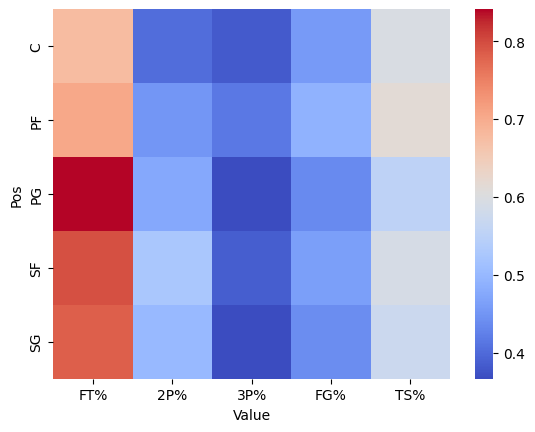 C
PF
PG
SF
SG
Pos
FT%
2P%
3P%
FG%
TS%
Value
0.8
0.7
0.6
0.5
0.4